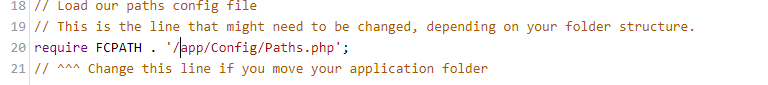 18 // Load our paths config file
19 // This is the line that might need to be changed, depending on your folder structure.
20 require FCPATH . '/app/Config/Paths.php';
21 // ^^^ Change this line if you move your application folder